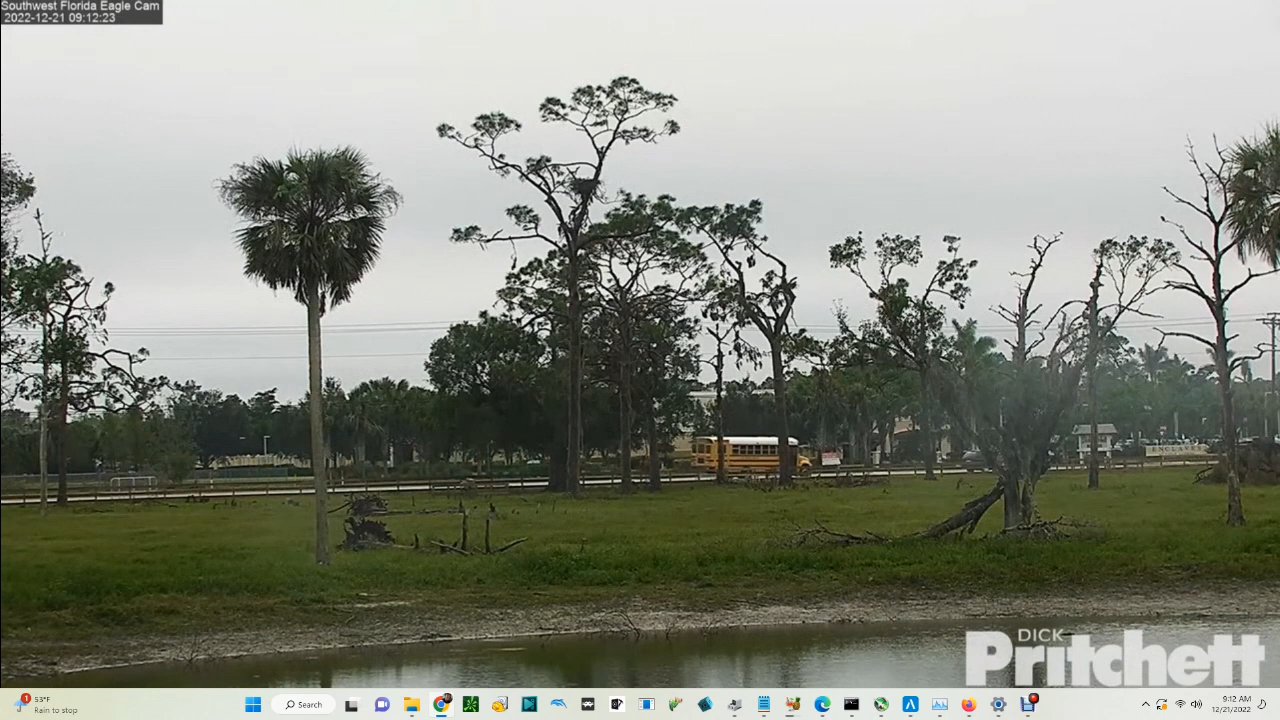 Southwest Florida Eagle Cam
2022-12-21 09:12:23
DICK
Pritchett
1
53°F
Rain to stop
Search
9:12 AM
12/21/2022